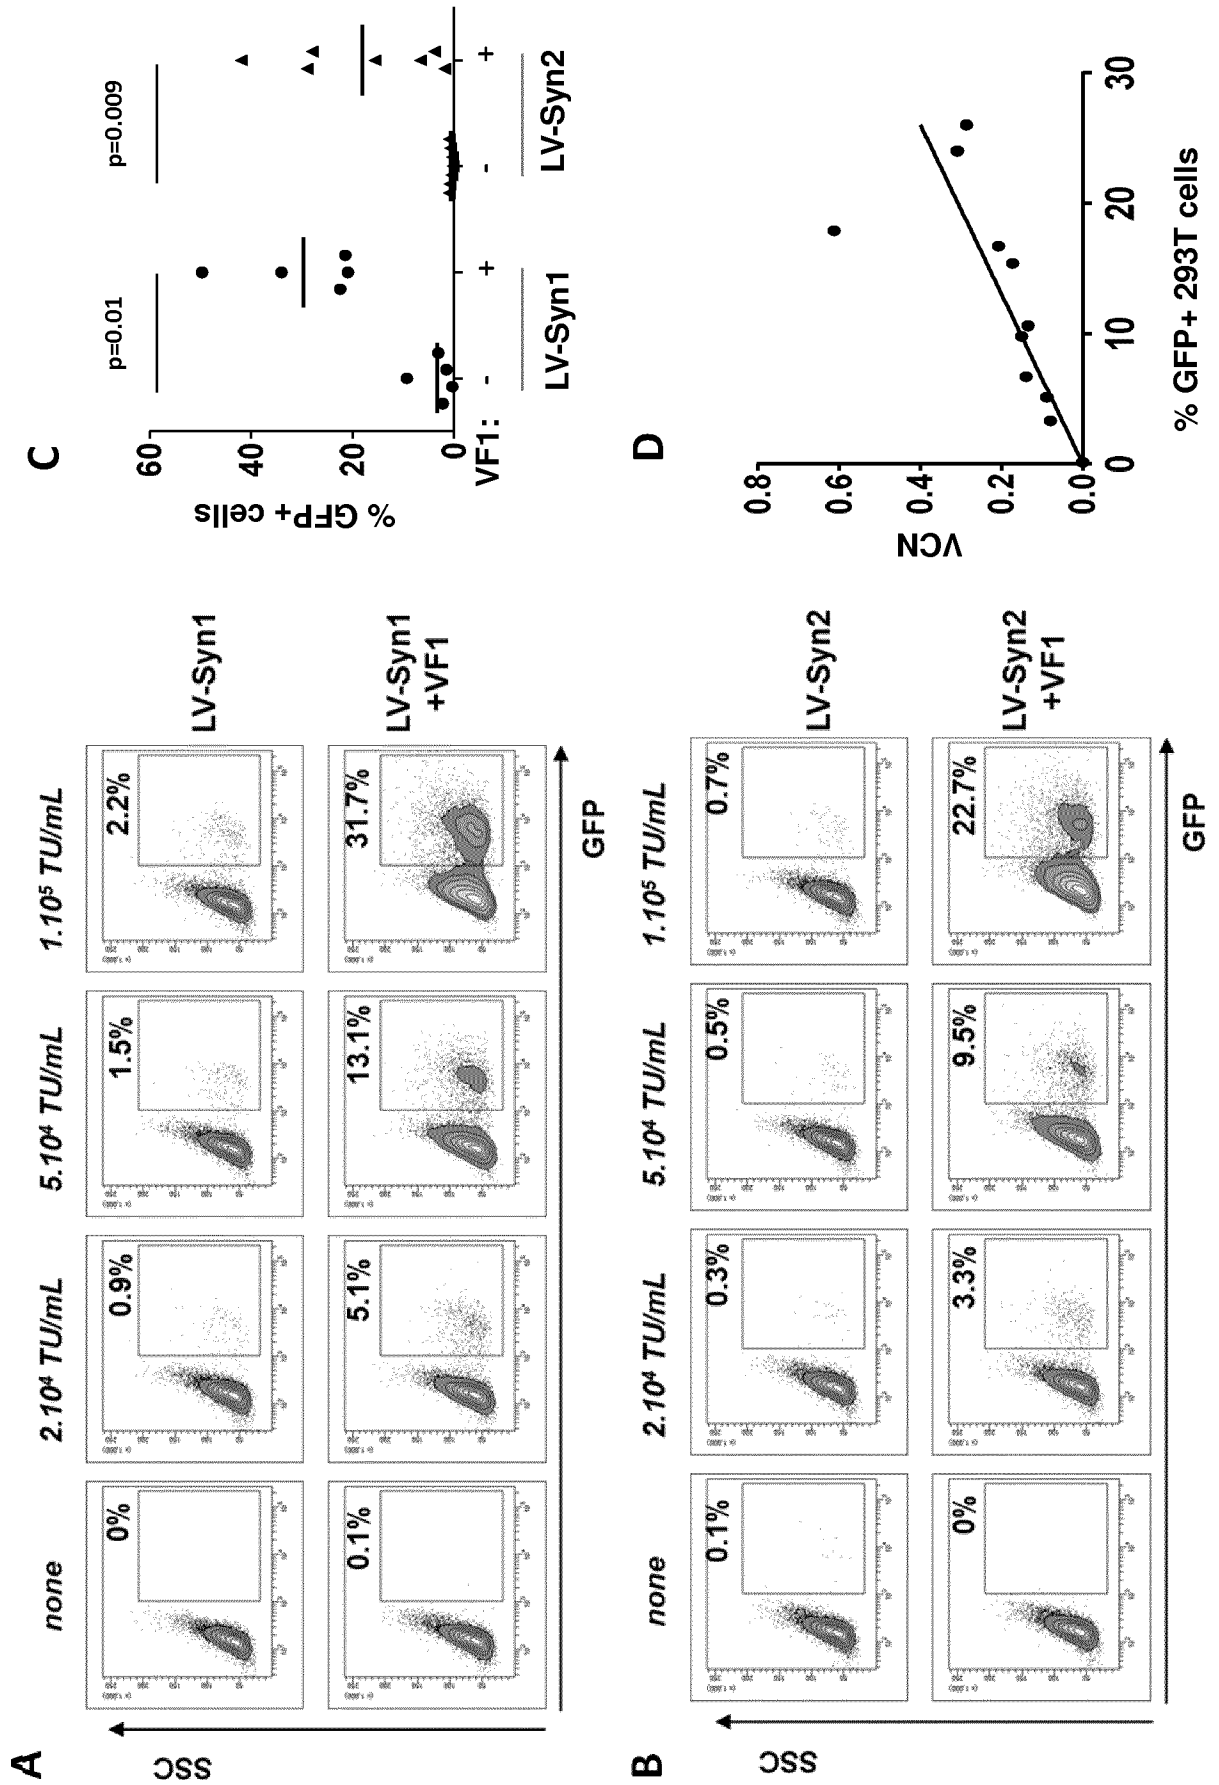 A
none
2.10⁴ TU/mL
5.10⁴ TU/mL
1.10⁵ TU/mL
0%
0.9%
1.5%
2.2%
LV-Syn1
0.1%
5.1%
13.1%
31.7%
LV-Syn1
+VF1
SSC
GFP
B
none
2.10⁴ TU/mL
5.10⁴ TU/mL
1.10⁵ TU/mL
0.1%
0.3%
0.5%
0.7%
LV-Syn2
0%
3.3%
9.5%
22.7%
LV-Syn2
+VF1
SSC
GFP
C
p=0.01
p=0.009
60
40
20
0
% GFP+ cells
VF1:
- + - +
LV-Syn1
LV-Syn2
D
0.8
0.6
0.4
0.2
0.0
VCN
0 10 20 30
% GFP+ 293T cells